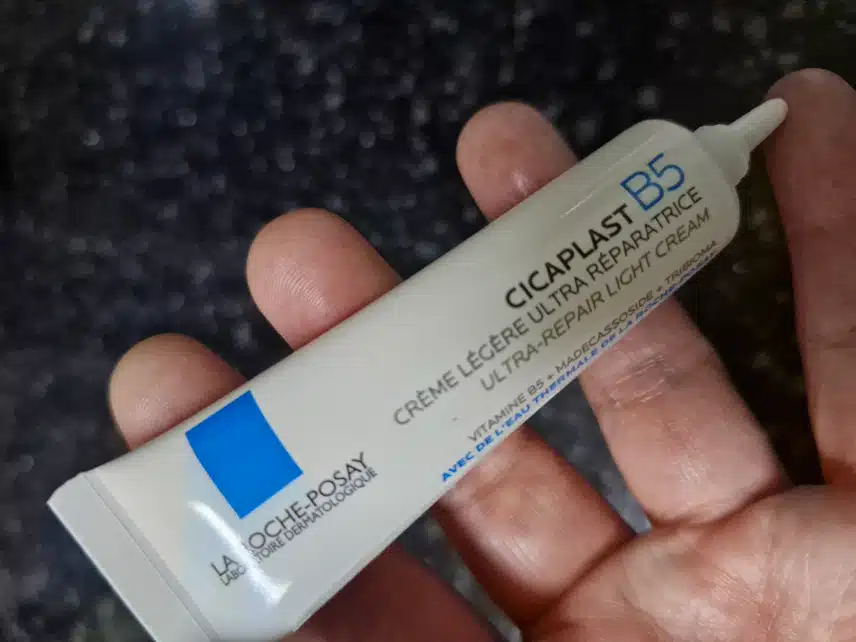 CICAPLAST B5
CRÈME LÉGÈRE ULTRA RÉPARATRICE
ULTRA-REPAIR LIGHT CREAM
VITAMINE B5 + MADECASSOSIDE + TRIBIOMA
AVEC DE L'EAU THERMALE DE LA ROCHE-POSAY
LA ROCHE-POSAY
LABORATOIRE DERMATOLOGIQUE